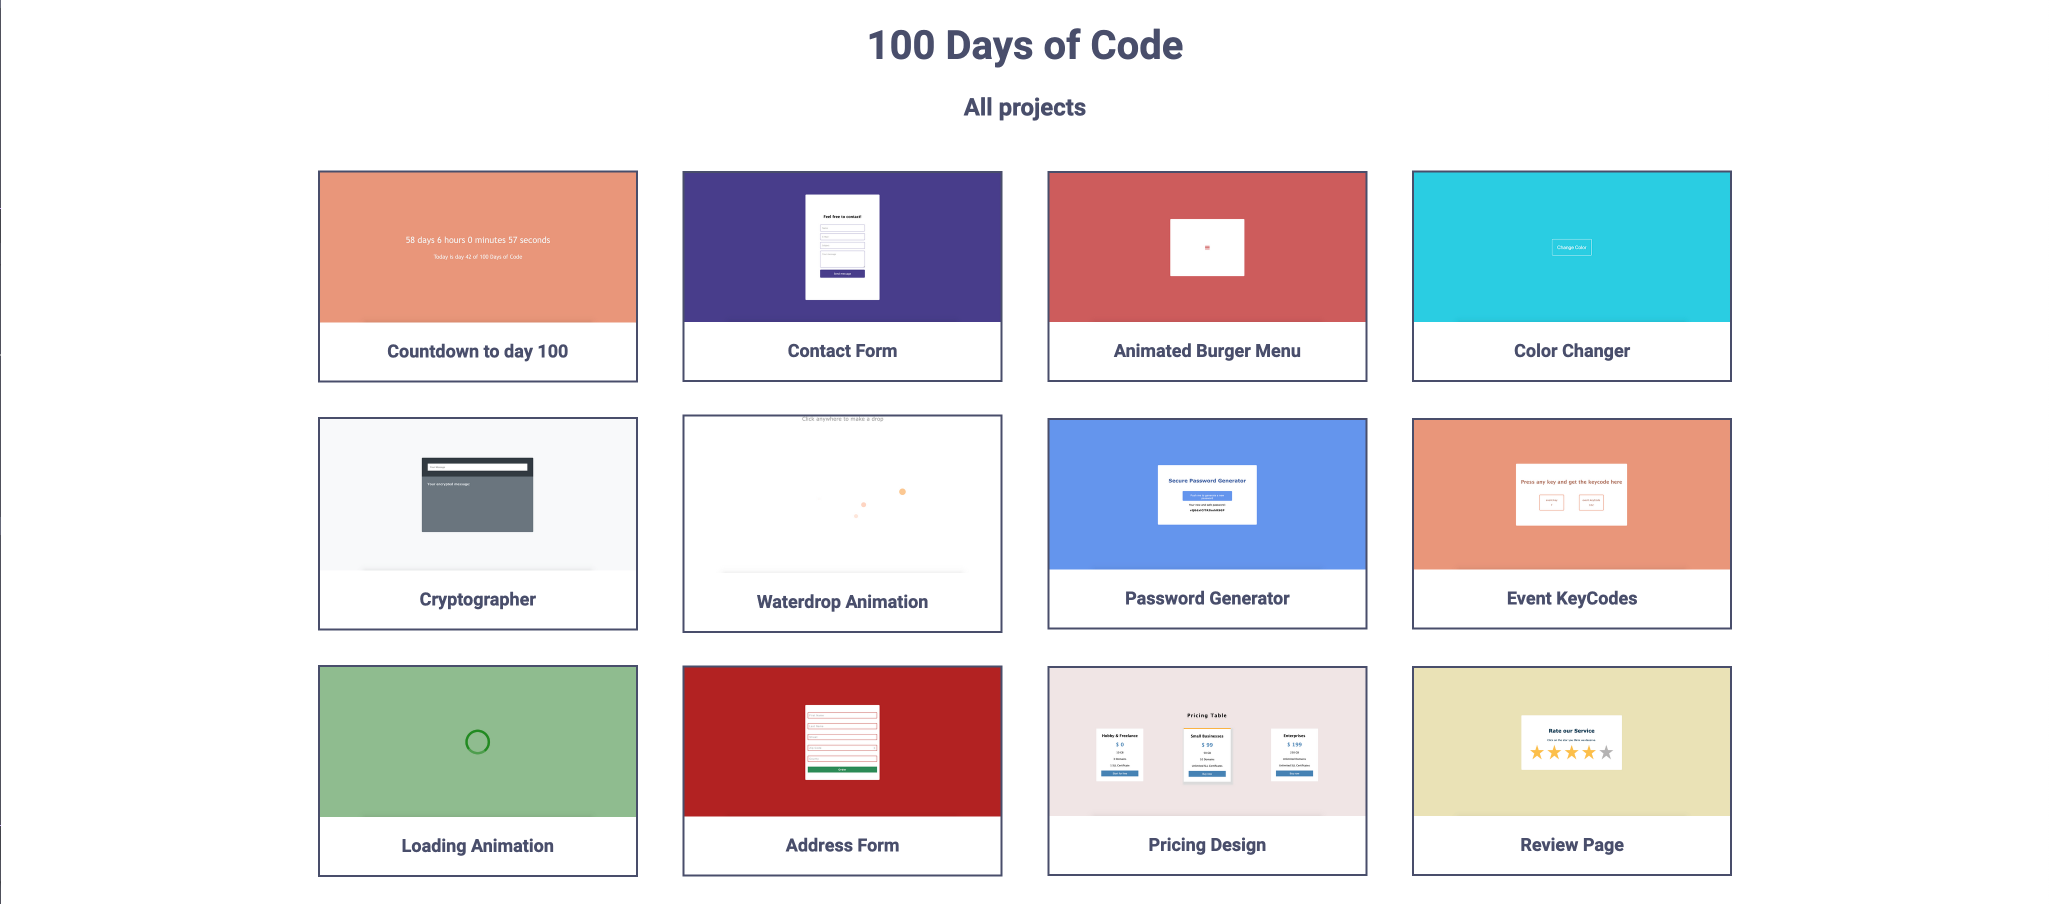 100 Days of Code
All projects
58 days 6 hours 0 minutes 57 seconds
Today is day 42 of 100 Days of Code
Countdown to day 100
Feel free to contact!
Send message
Contact Form
Animated Burger Menu
Change Color
Color Changer
Your encrypted message:
Cryptographer
Click anywhere to make a drop
Waterdrop Animation
Secure Password Generator
Password Generator
Press any key and get the keycode here
Event KeyCodes
Loading Animation
Address Form
Pricing Table
Hobby & Freelance
$ 0
Small Businesses
$ 99
Enterprises
$ 199
Pricing Design
Rate our Service
Review Page